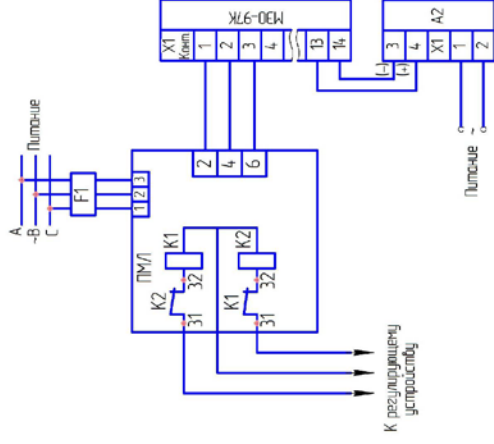 A
~B
C
Питание
F1
1 2 3
ПМЛ
K2
K1
31
32
K1
K2
31
32
2
4
6
К регулирующему
устройству
МЭО-97К
X1
Конт.
1
2
3
4
13
14
A2
3
4
(-)
(+)
X1
1
2
Питание ~